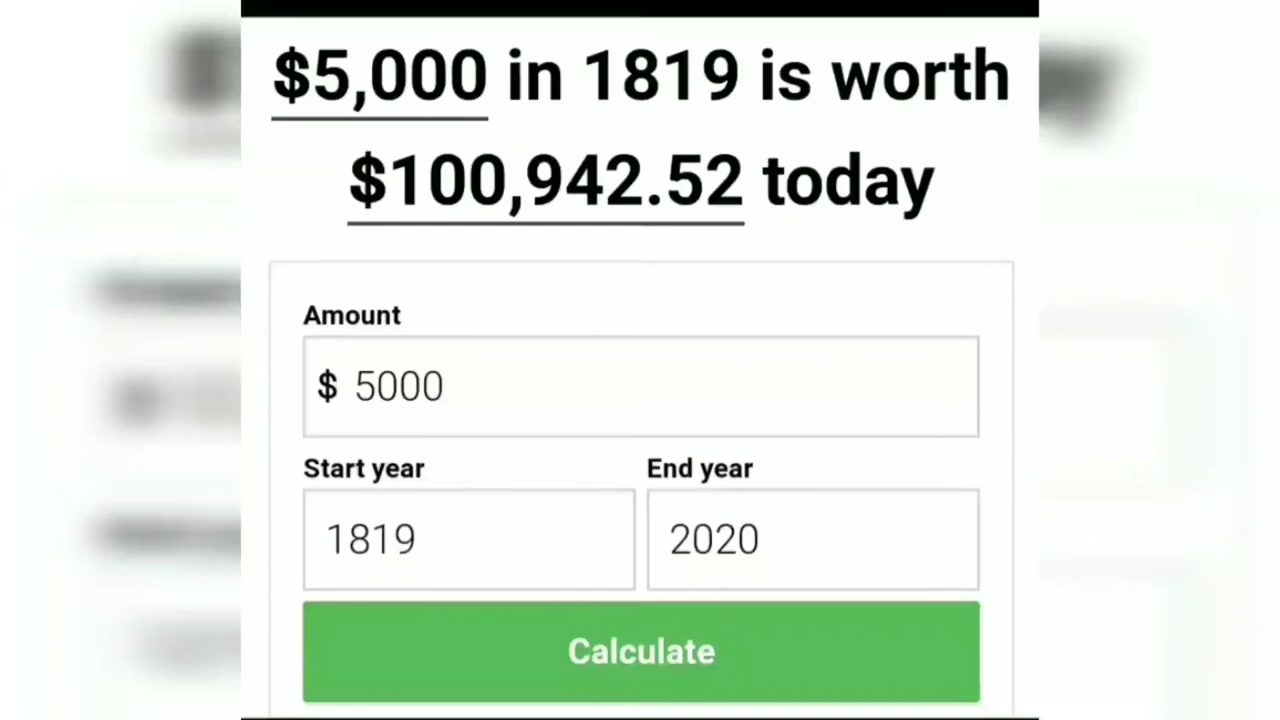 $5,000 in 1819 is worth
$100,942.52 today
Amount
$ 5000
Start year End year
1819 2020
Calculate